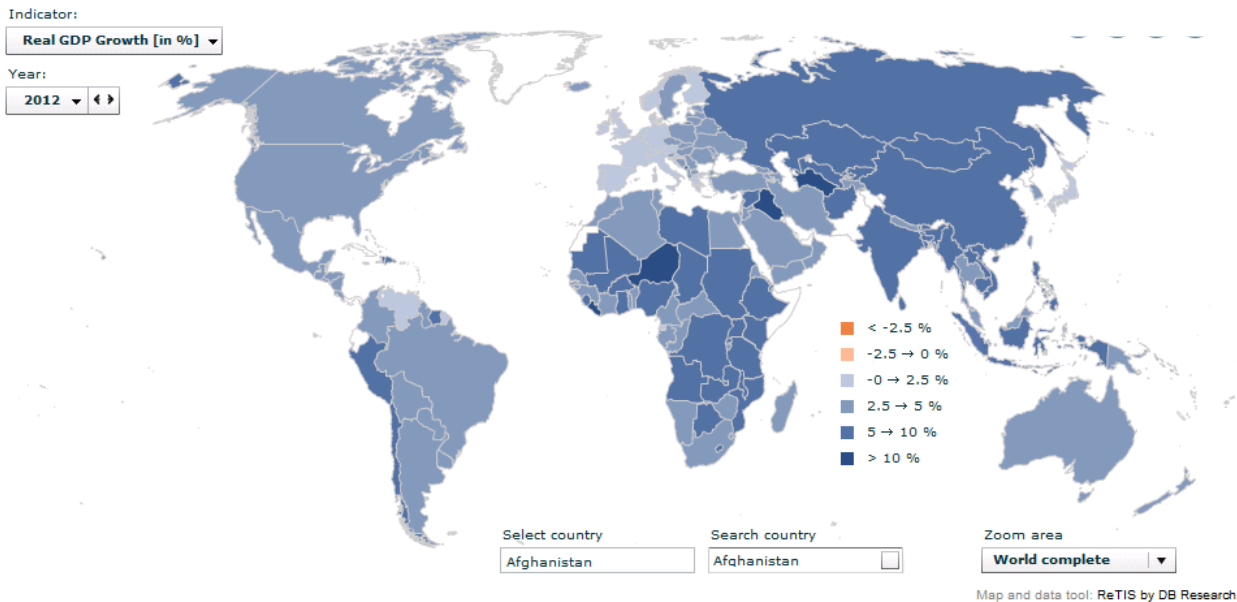 Indicator:
Real GDP Growth [in %]
Year:
2012
< -2.5 %
-2.5 → 0 %
-0 → 2.5 %
2.5 → 5 %
5 → 10 %
> 10 %
Select country
Afghanistan
Search country
Afghanistan
Zoom area
World complete
Map and data tool: ReTIS by DB Research